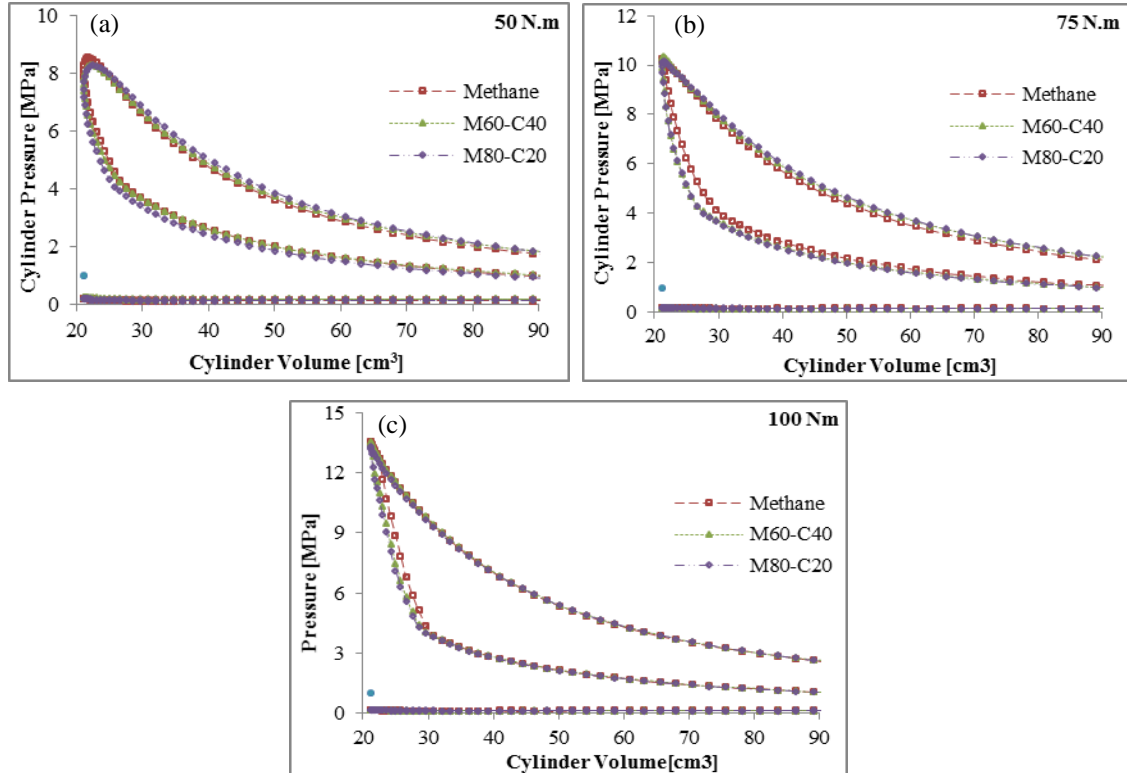 (a)
50 N.m
10
8
6
4
2
0
Cylinder Pressure [MPa]
Methane
M60-C40
M80-C20
20 30 40 50 60 70 80 90
Cylinder Volume [cm³]
(b)
75 N.m
12
10
8
6
4
2
0
Cylinder Pressure [MPa]
Methane
M60-C40
M80-C20
20 30 40 50 60 70 80 90
Cylinder Volume [cm3]
(c)
100 Nm
15
12
9
6
3
0
Pressure [MPa]
Methane
M60-C40
M80-C20
20 30 40 50 60 70 80 90
Cylinder Volume[cm3]